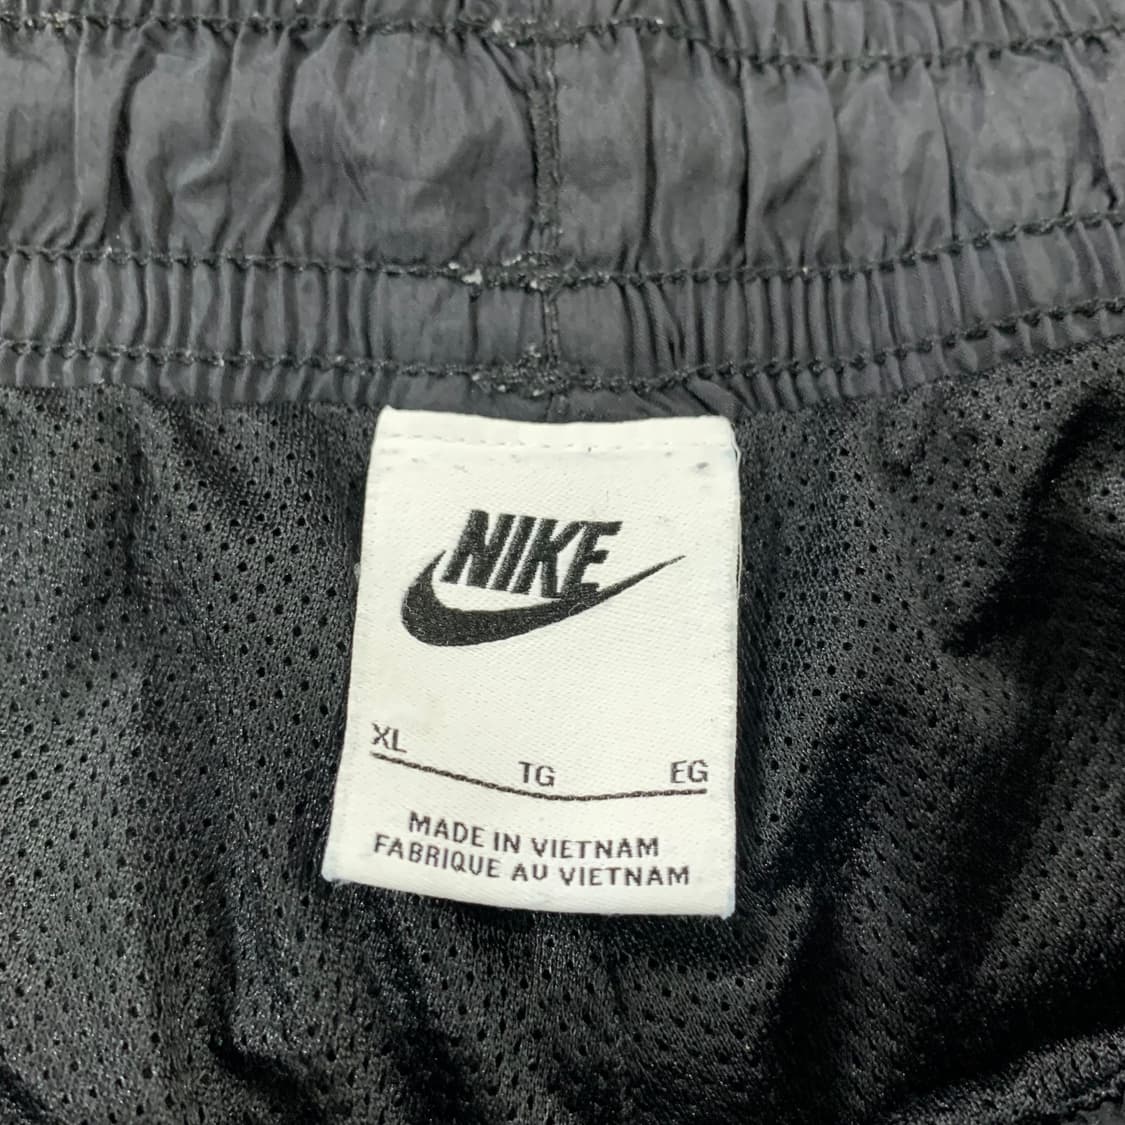 NIKE
XL TG EG
MADE IN VIETNAM
FABRIQUE AU VIETNAM